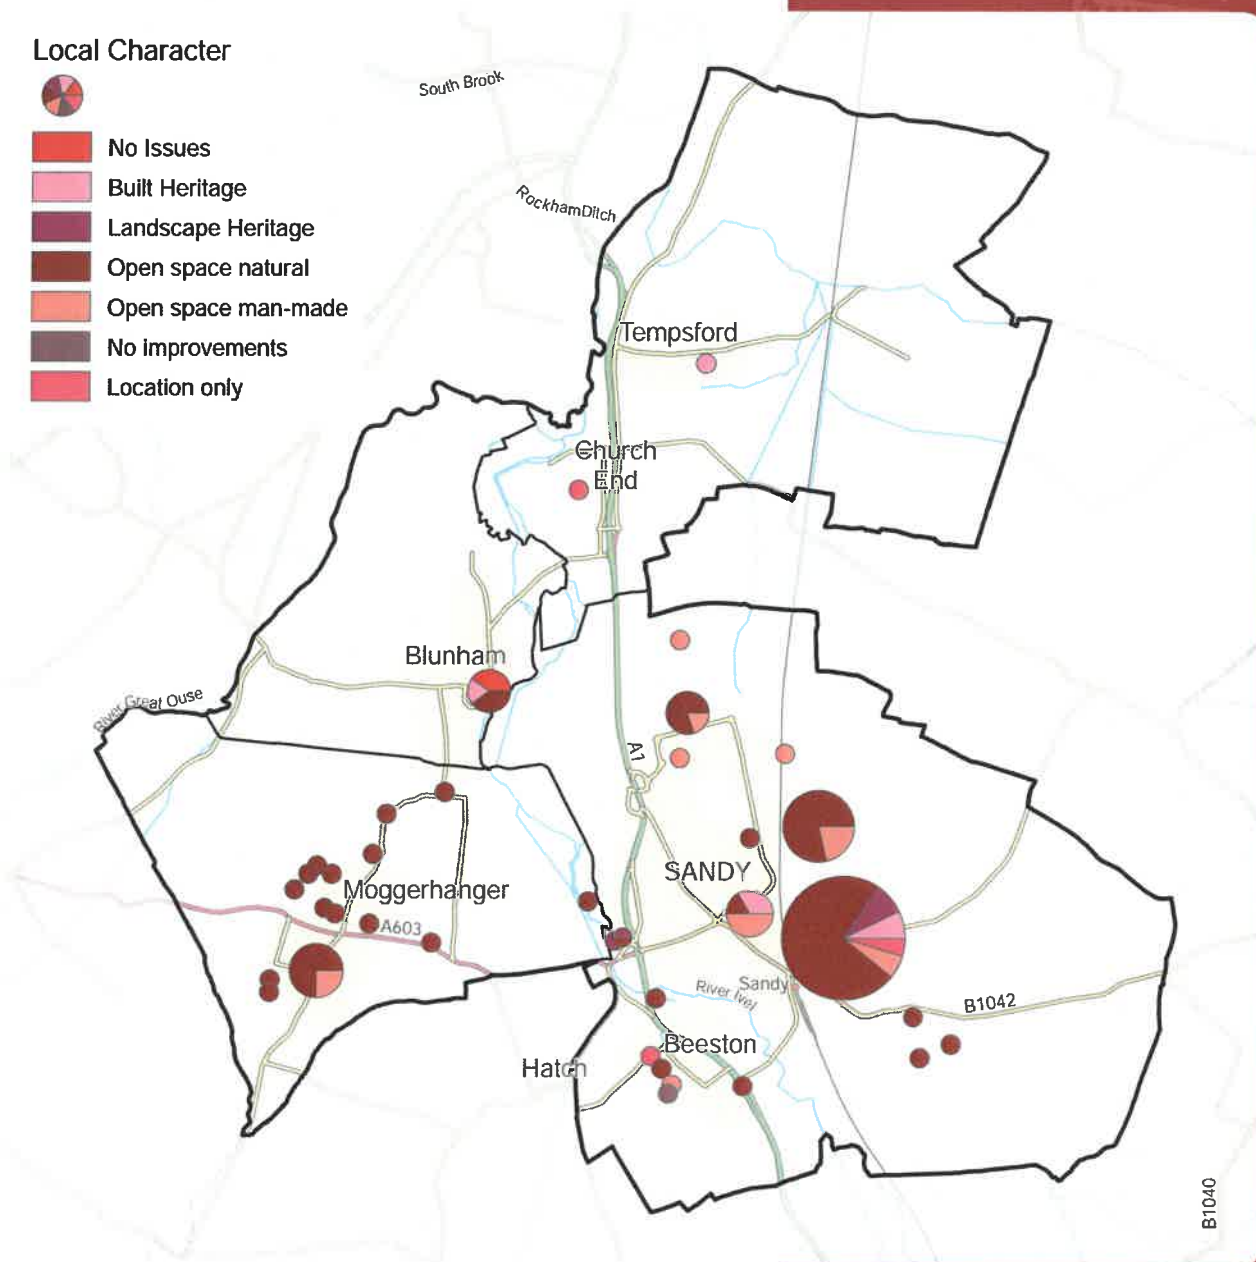 Local Character
No Issues
Built Heritage
Landscape Heritage
Open space natural
Open space man-made
No improvements
Location only
South Brook
RockhamDitch
Tempsford
Church
End
Blunham
River Great Ouse
A1
SANDY
Moggerhanger
A603
Sandy
River Ivel
B1042
Beeston
Hatch
B1040